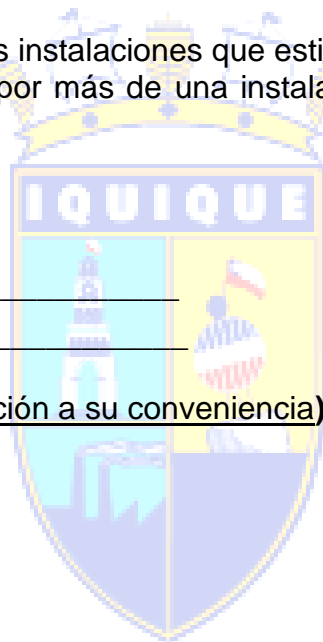 s instalaciones que esti
por más de una instala
IQUIQUE
ción a su conveniencia)